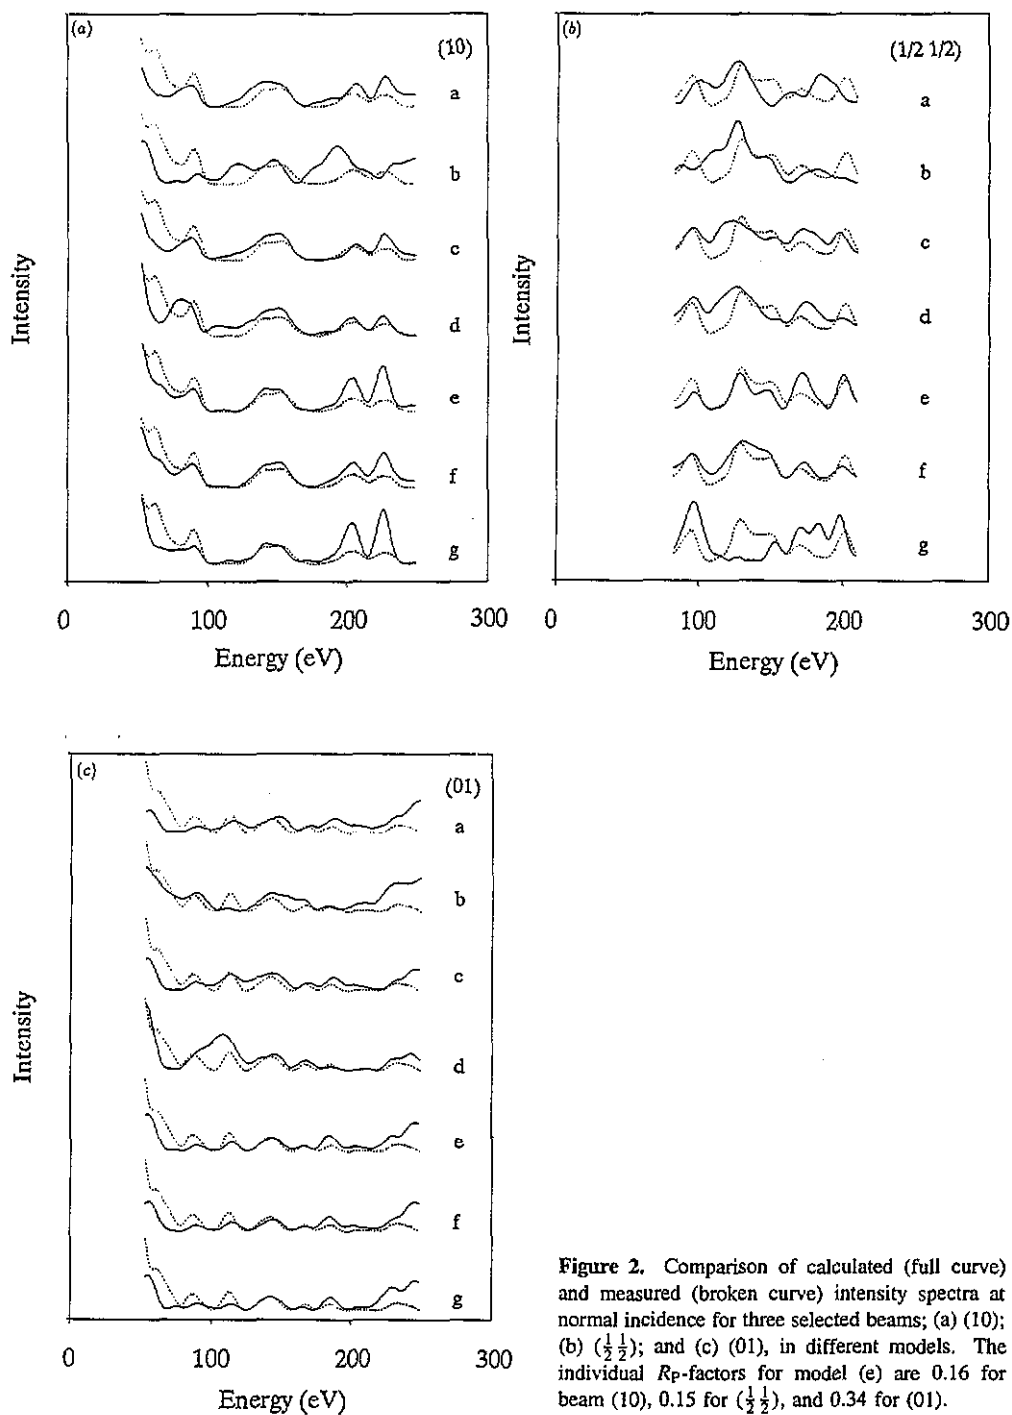 (a)
(10)
a
b
c
d
e
f
g
Intensity
0 100 200 300
Energy (eV)
(b)
(1/2 1/2)
a
b
c
d
e
f
g
Intensity
0 100 200 300
Energy (eV)
(c)
(01)
a
b
c
d
e
f
g
Intensity
0 100 200 300
Energy (eV)
Figure 2. Comparison of calculated (full curve)
and measured (broken curve) intensity spectra at
normal incidence for three selected beams; (a) (10);
(b) (½ ½); and (c) (01), in different models. The
individual RP-factors for model (e) are 0.16 for
beam (10), 0.15 for (½ ½), and 0.34 for (01).